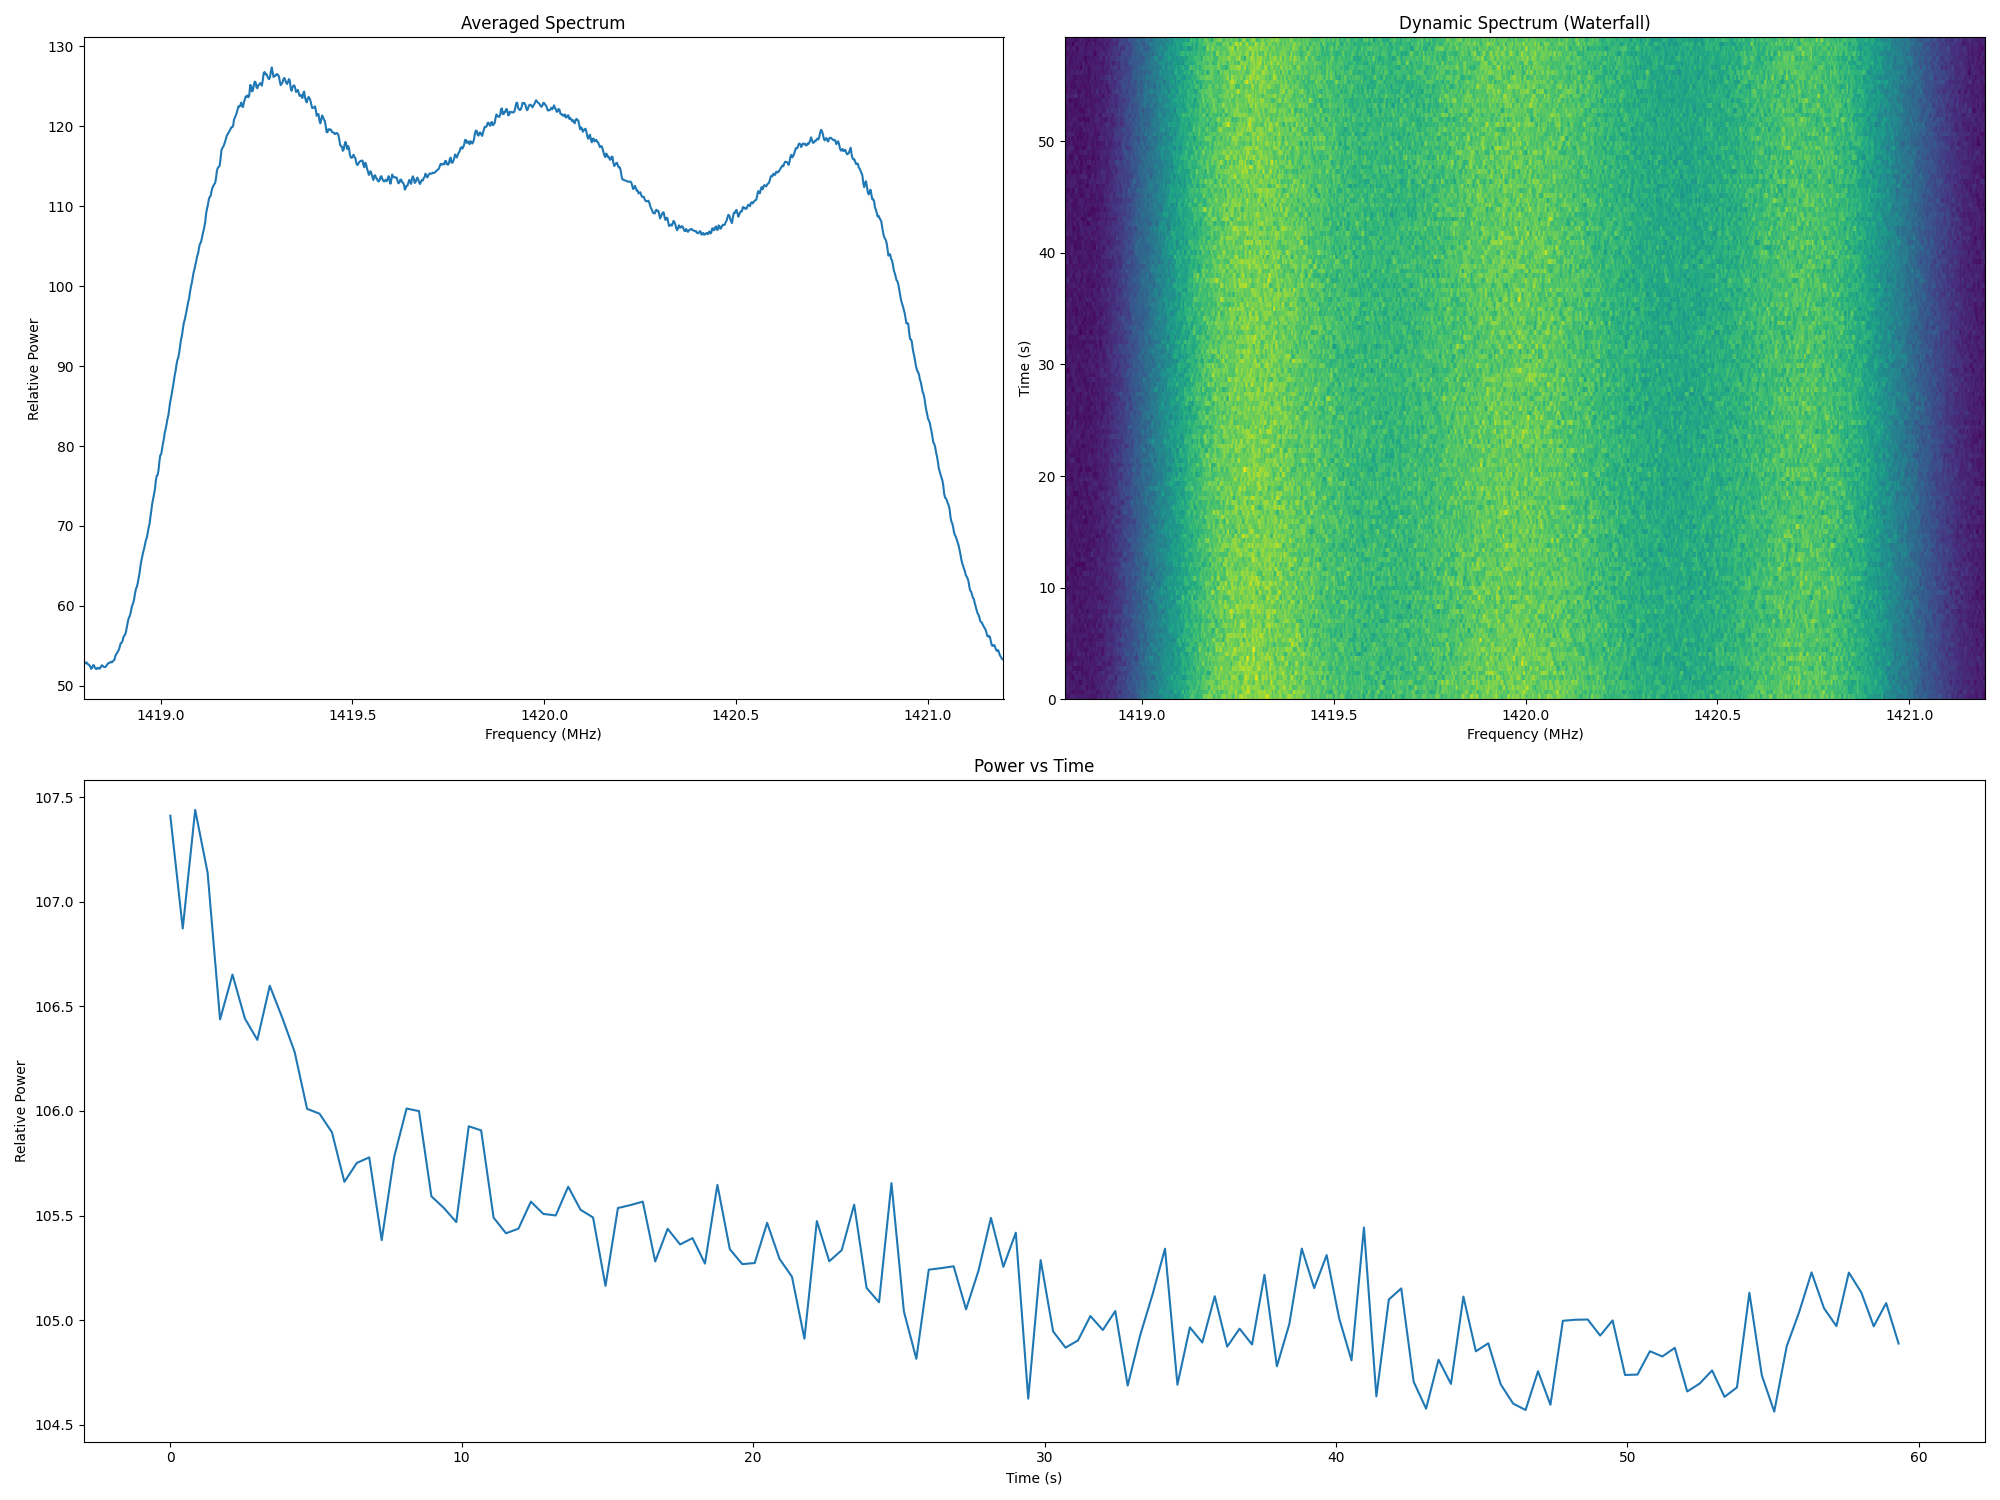 Averaged Spectrum
130
120
110
100
90
80
70
60
50
Relative Power
1419.0 1419.5 1420.0 1420.5 1421.0
Frequency (MHz)
Dynamic Spectrum (Waterfall)
50
40
30
20
10
0
Time (s)
1419.0 1419.5 1420.0 1420.5 1421.0
Frequency (MHz)
Power vs Time
107.5
107.0
106.5
106.0
105.5
105.0
104.5
Relative Power
0 10 20 30 40 50 60
Time (s)